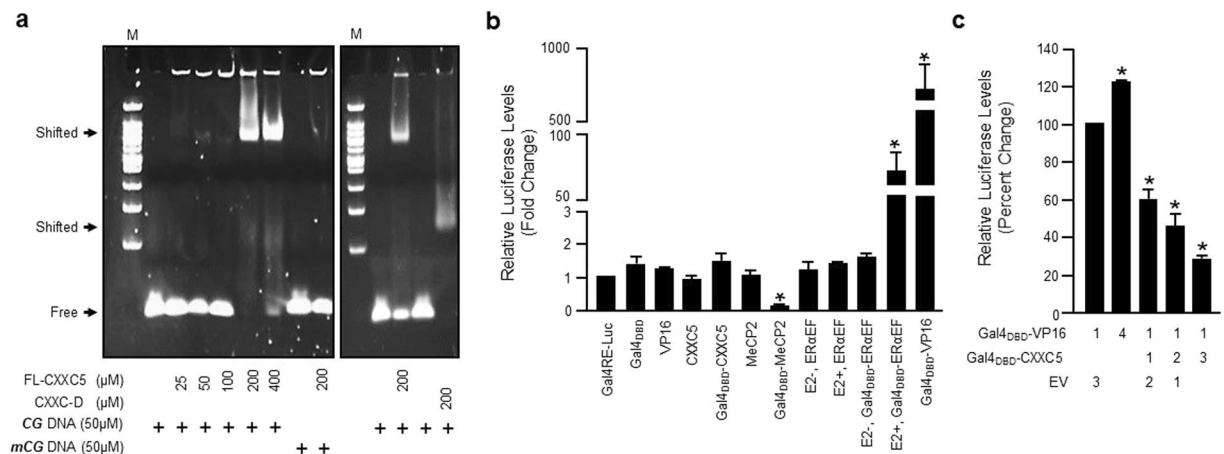 a
M
M
Shifted
Shifted
Free
FL-CXXC5 (µM) 25 50 100 200 400 200 200
CXXC-D (µM) 200
CG DNA (50µM) + + + + + + + + + +
mCG DNA (50µM) + +
b
Relative Luciferase Levels
(Fold Change)
1000
500
100
50
3
2
1
0
*
*
*
Gal4RE-Luc
Gal4DBD
VP16
CXXC5
Gal4DBD-CXXC5
MeCP2
Gal4DBD-MeCP2
E2-, ERαEF
E2+, ERαEF
E2-, Gal4DBD-ERαEF
E2+, Gal4DBD-ERαEF
Gal4DBD-VP16
c
Relative Luciferase Levels
(Percent Change)
140
120
100
80
60
40
20
0
*
*
*
*
Gal4DBD-VP16 1 4 1 1 1
Gal4DBD-CXXC5 1 2 3
EV 3 2 1